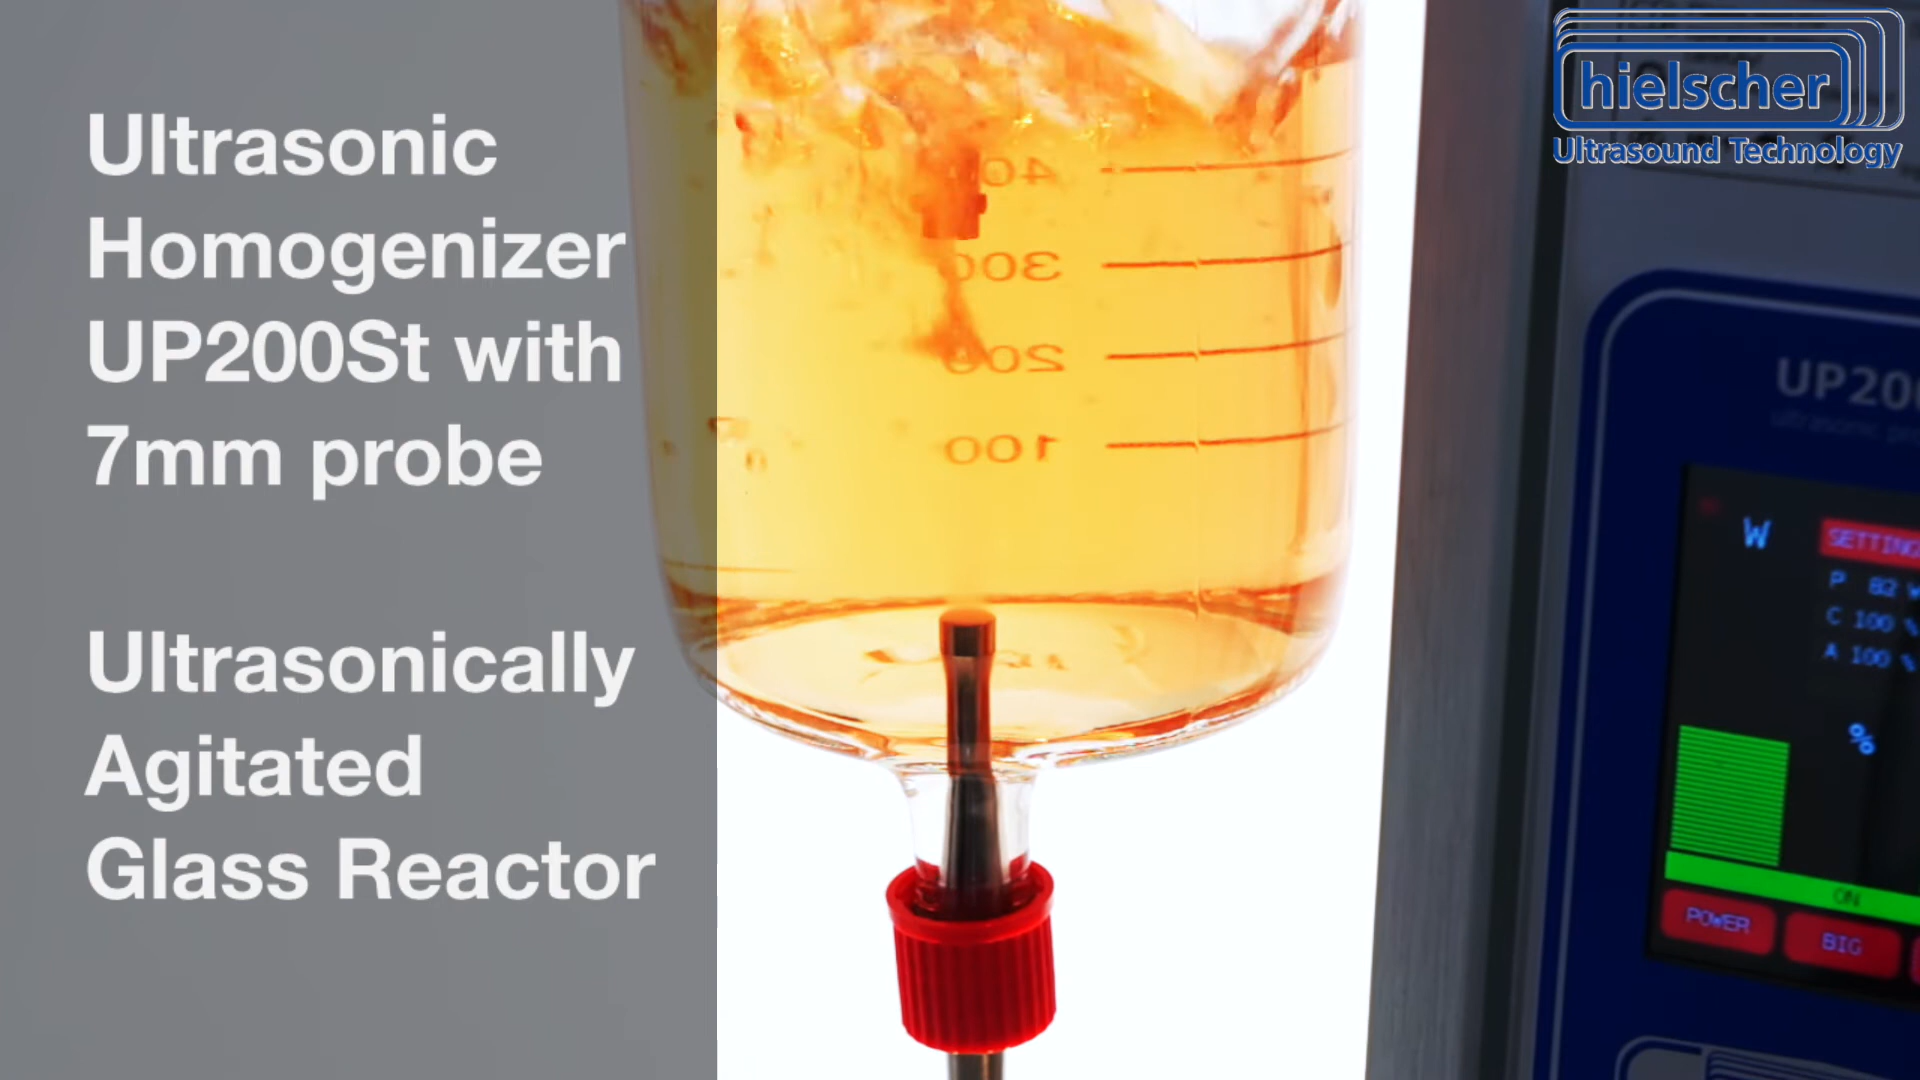 Ultrasonic
Homogenizer
UP200St with
7mm probe
Ultrasonically
Agitated
Glass Reactor
hielscher
Ultrasound Technology
300
200
100
W
P 82 W
C 100 %
A 100 %
%
ON
POWER
BIG